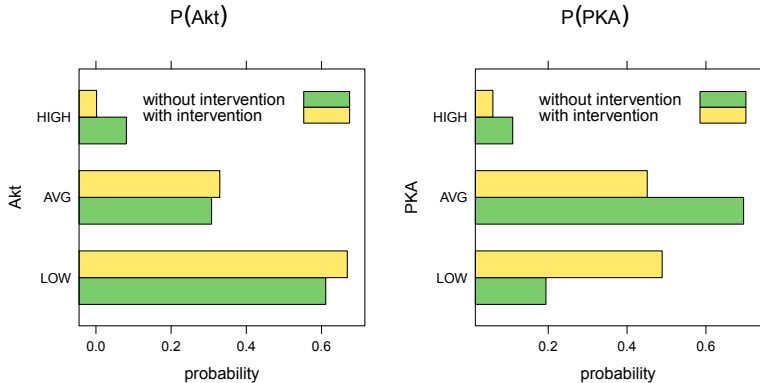 P(Akt)
without intervention
with intervention
HIGH
AVG
LOW
Akt
0.0 0.2 0.4 0.6
probability
P(PKA)
without intervention
with intervention
HIGH
AVG
LOW
PKA
0.2 0.4 0.6
probability